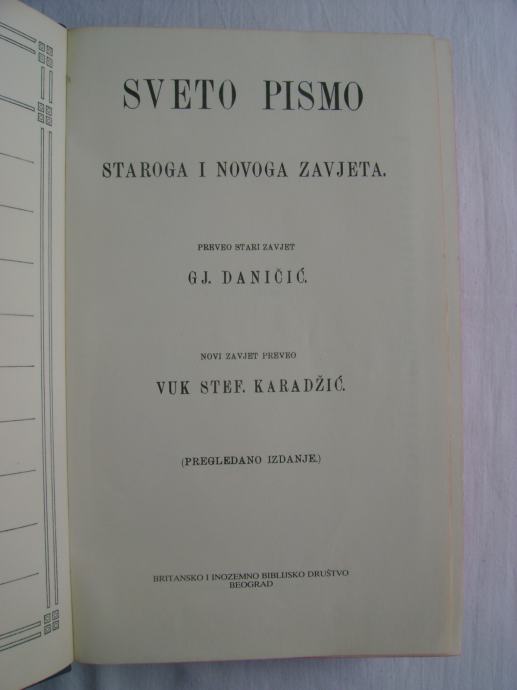 SVETO PISMO
STAROGA I NOVOGA ZAVJETA.
PREVEO STARI ZAVJET
GJ. DANIČIĆ.
NOVI ZAVJET PREVEO
VUK STEF. KARADŽIĆ.
(PREGLEDANO IZDANJE.)
BRITANSKO I INOZEMNO BIBLIJSKO DRUŠTVO
BEOGRAD